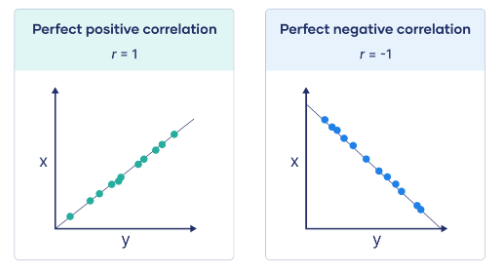 Perfect positive correlation
r = 1
x
y
Perfect negative correlation
r = -1
x
y